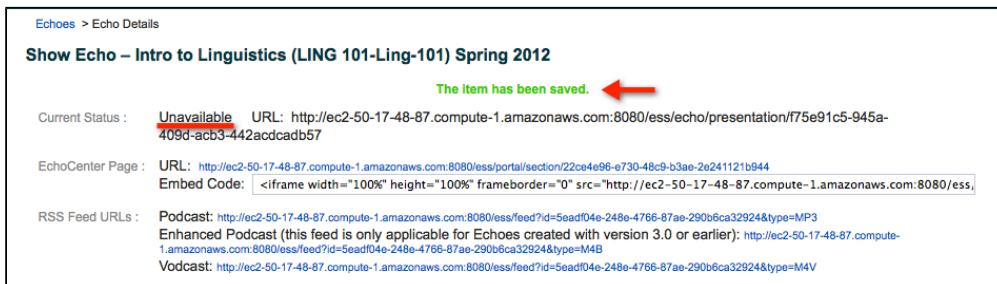 Echoes > Echo Details
Show Echo – Intro to Linguistics (LING 101-Ling-101) Spring 2012
The item has been saved.
Current Status : Unavailable URL: http://ec2-50-17-48-87.compute-1.amazonaws.com:8080/ess/echo/presentation/f75e91c5-945a-
409d-acb3-442acdcadb57
EchoCenter Page : URL: http://ec2-50-17-48-87.compute-1.amazonaws.com:8080/ess/portal/section/22ce4e96-e730-48c9-b3ae-2e241121b944
Embed Code: <iframe width="100%" height="100%" frameborder="0" src="http://ec2-50-17-48-87.compute-1.amazonaws.com:8080/ess,
RSS Feed URLs : Podcast: http://ec2-50-17-48-87.compute-1.amazonaws.com:8080/ess/feed?id=5eadf04e-248e-4766-87ae-290b6ca32924&type=MP3
Enhanced Podcast (this feed is only applicable for Echoes created with version 3.0 or earlier): http://ec2-50-17-48-87.compute-
1.amazonaws.com:8080/ess/feed?id=5eadf04e-248e-4766-87ae-290b6ca32924&type=M4B
Vodcast: http://ec2-50-17-48-87.compute-1.amazonaws.com:8080/ess/feed?id=5eadf04e-248e-4766-87ae-290b6ca32924&type=M4V